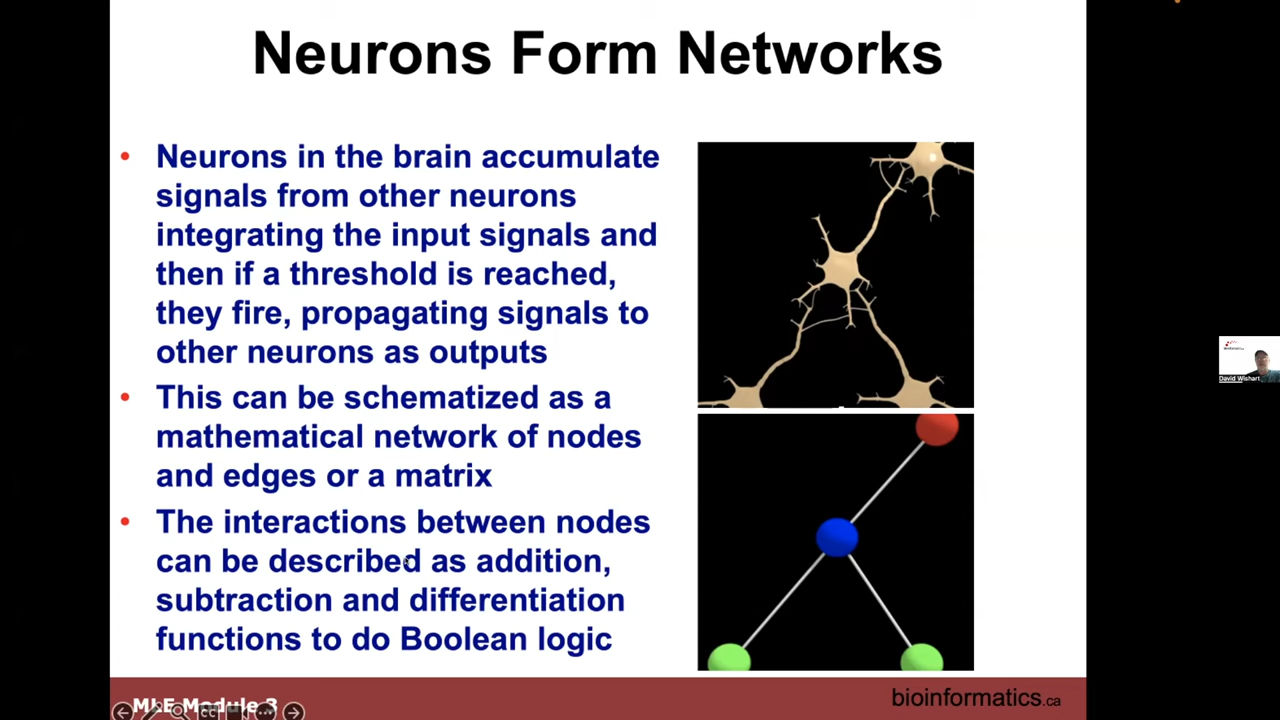 Neurons Form Networks
• Neurons in the brain accumulate
signals from other neurons
integrating the input signals and
then if a threshold is reached,
they fire, propagating signals to
other neurons as outputs
• This can be schematized as a
mathematical network of nodes
and edges or a matrix
• The interactions between nodes
can be described as addition,
subtraction and differentiation
functions to do Boolean logic
David Wishart
MLE Module 3
bioinformatics.ca